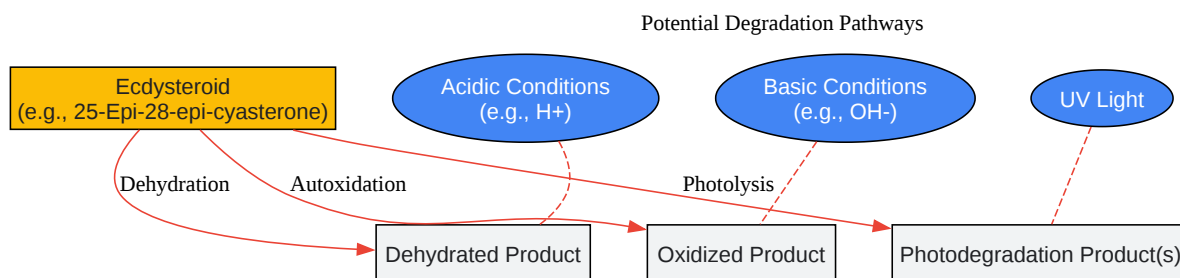 Potential Degradation Pathways
Ecdysteroid
(e.g., 25-Epi-28-epi-cyasterone)
Acidic Conditions
(e.g., H+)
Basic Conditions
(e.g., OH-)
UV Light
Dehydration
Autoxidation
Photolysis
Dehydrated Product
Oxidized Product
Photodegradation Product(s)